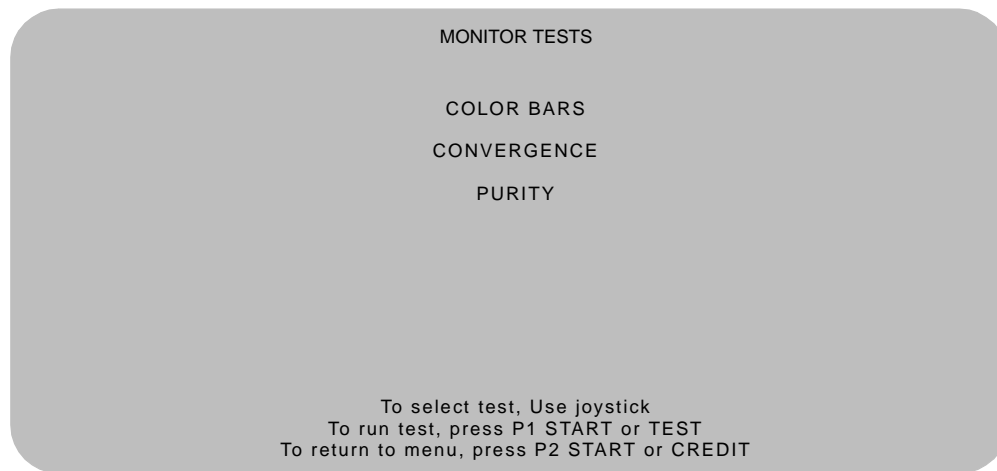 MONITOR TESTS
COLOR BARS
CONVERGENCE
PURITY
To select test, Use joystick
To run test, press P1 START or TEST
To return to menu, press P2 START or CREDIT